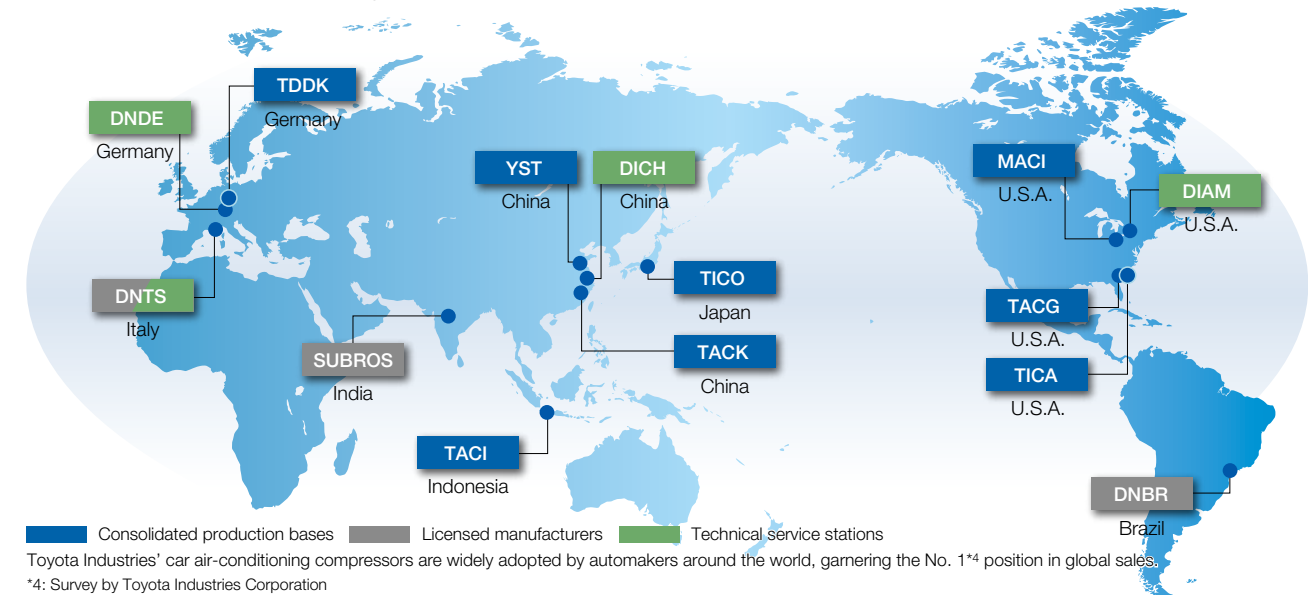 TDDK
Germany
DNDE
Germany
YST
China
DICH
China
MACI
U.S.A.
DIAM
U.S.A.
DNTS
Italy
TICO
Japan
TACG
U.S.A.
SUBROS
India
TACK
China
TICA
U.S.A.
TACI
Indonesia
DNBR
Brazil
Consolidated production bases Licensed manufacturers Technical service stations
Toyota Industries’ car air-conditioning compressors are widely adopted by automakers around the world, garnering the No. 1*4 position in global sales.
*4: Survey by Toyota Industries Corporation